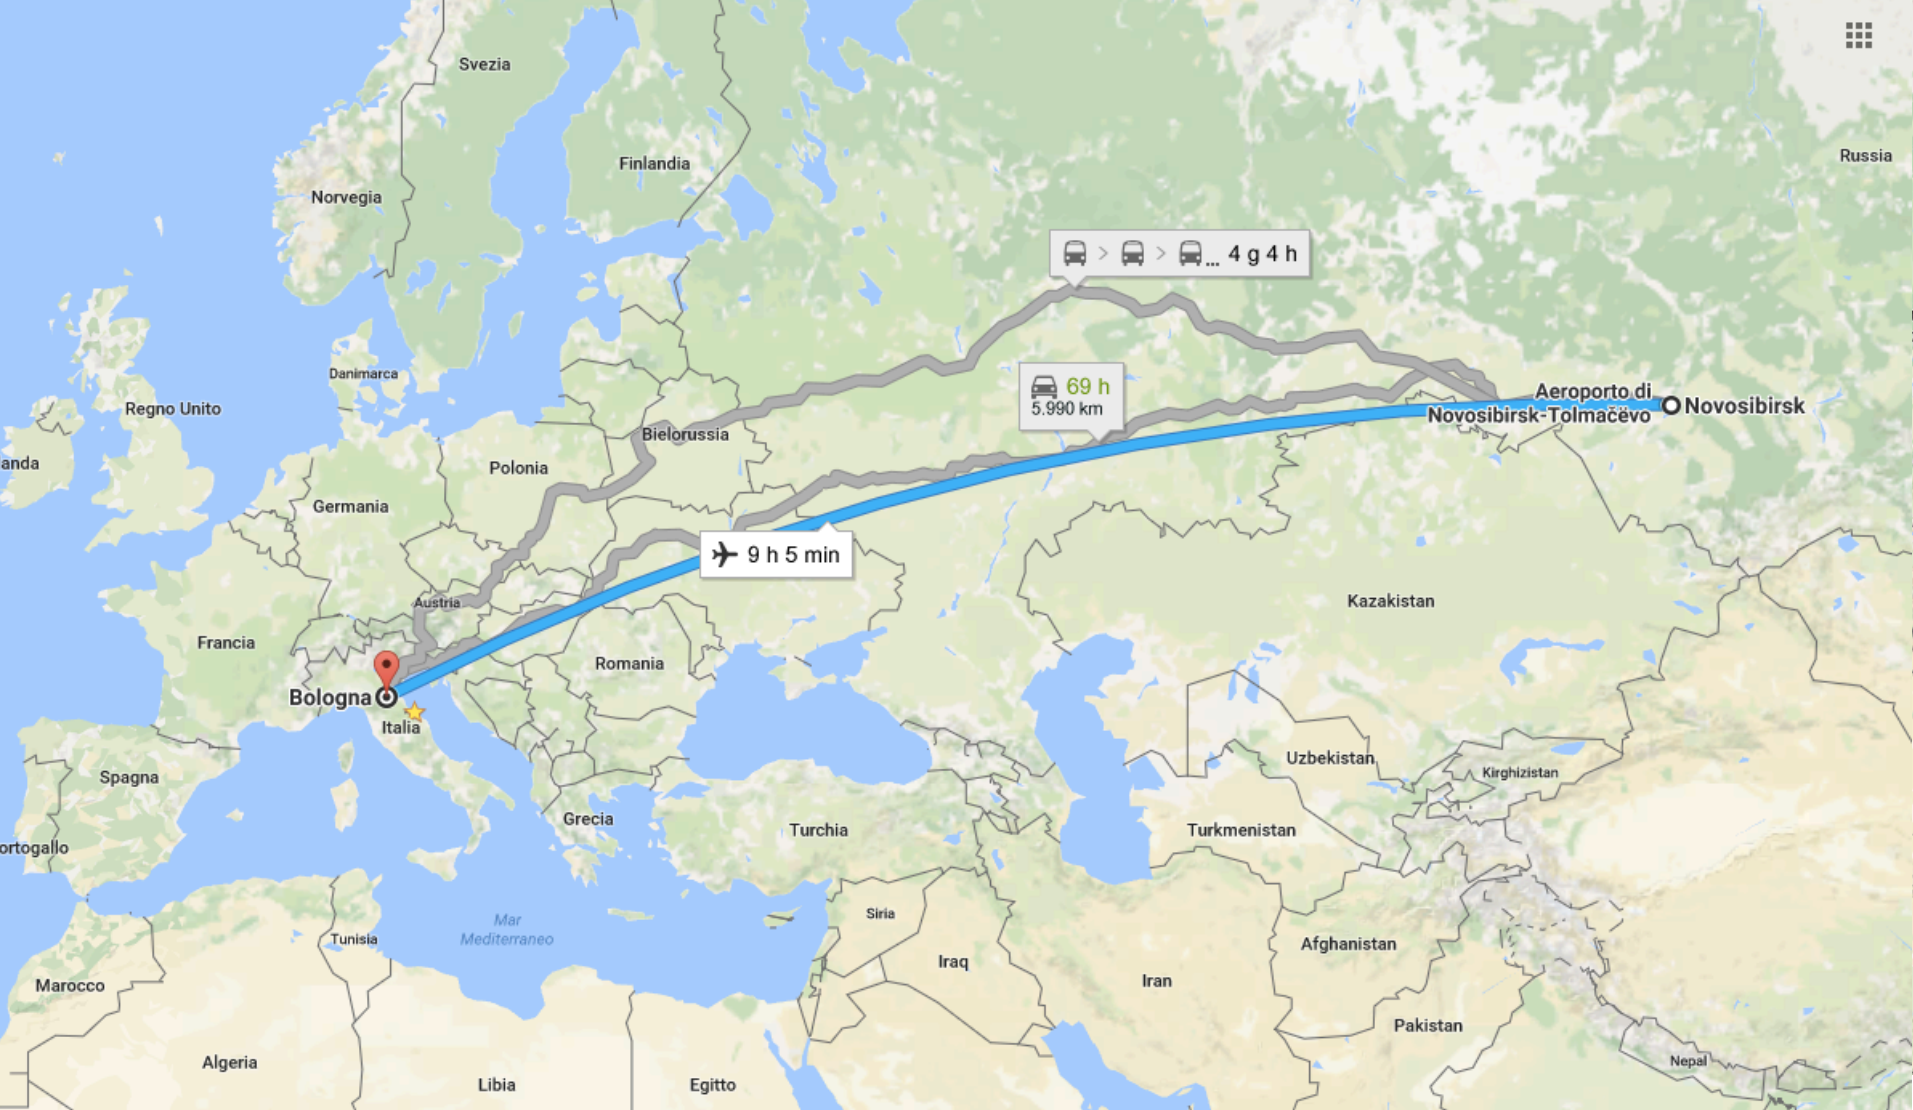 Svezia
Finlandia
Russia
Norvegia
4 g 4 h
Danimarca
69 h
5.990 km
Aeroporto di
Novosibirsk-Tolmačëvo
Novosibirsk
Regno Unito
Bielorussia
anda
Polonia
Germania
9 h 5 min
Austria
Kazakistan
Francia
Romania
Bologna
Italia
Spagna
Uzbekistan
Kirghizistan
Grecia
Turchia
Turkmenistan
ortogallo
Siria
Mar
Mediterraneo
Tunisia
Afghanistan
Iraq
Iran
Marocco
Pakistan
Algeria
Nepal
Libia
Egitto